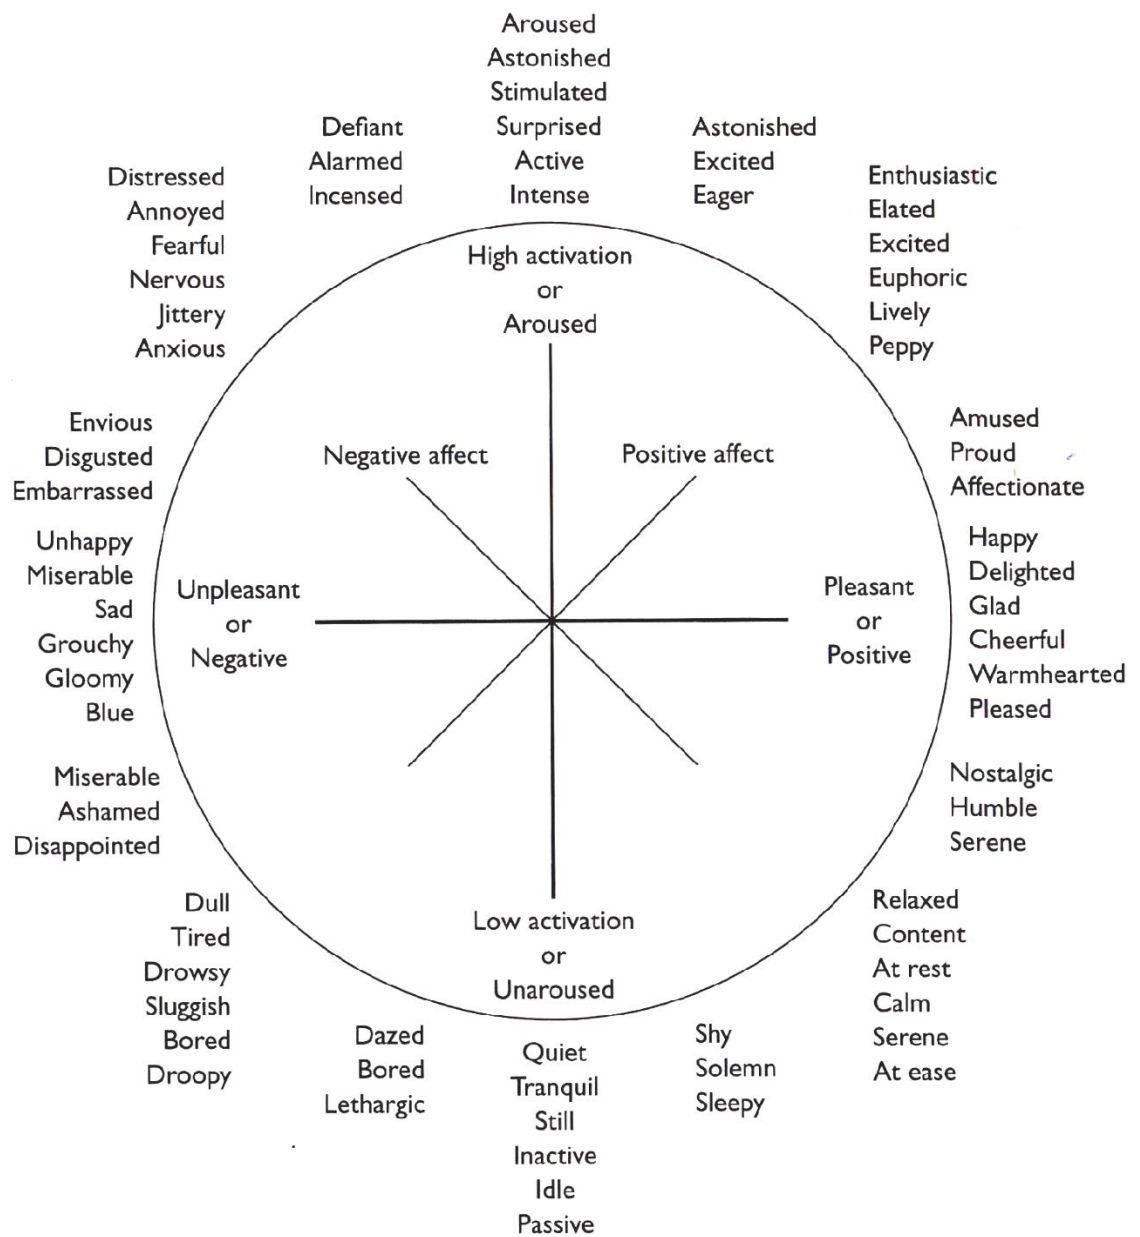 Aroused
Astonished
Stimulated
Surprised
Active
Intense
Defiant
Alarmed
Incensed
Astonished
Excited
Eager
Distressed
Annoyed
Fearful
Nervous
Jittery
Anxious
Enthusiastic
Elated
Excited
Euphoric
Lively
Peppy
High activation
or
Aroused
Envious
Disgusted
Embarrassed
Negative affect
Positive affect
Amused
Proud
Affectionate
Unhappy
Miserable
Sad
Grouchy
Gloomy
Blue
Unpleasant
or
Negative
Pleasant
or
Positive
Happy
Delighted
Glad
Cheerful
Warmhearted
Pleased
Miserable
Ashamed
Disappointed
Nostalgic
Humble
Serene
Dull
Tired
Drowsy
Sluggish
Bored
Droopy
Low activation
or
Unaroused
Relaxed
Content
At rest
Calm
Serene
At ease
Dazed
Bored
Lethargic
Quiet
Tranquil
Still
Inactive
Idle
Passive
Shy
Solemn
Sleepy